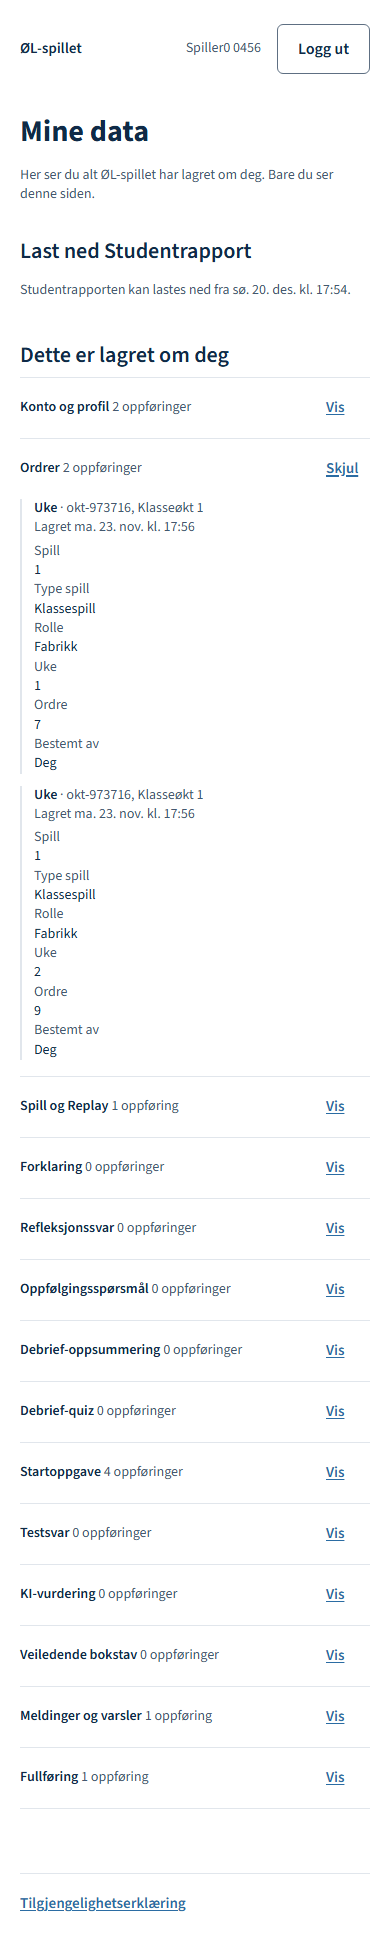 ØL-spillet
Spiller0 0456
Logg ut
Mine data
Her ser du alt ØL-spillet har lagret om deg. Bare du ser
denne siden.
Last ned Studentrapport
Studentrapporten kan lastes ned fra sø. 20. des. kl. 17:54.
Dette er lagret om deg
Konto og profil 2 oppføringer Vis
Ordrer 2 oppføringer Skjul
Uke · okt-973716, Klasseøkt 1
Lagret ma. 23. nov. kl. 17:56
Spill
1
Type spill
Klassespill
Rolle
Fabrikk
Uke
1
Ordre
7
Bestemt av
Deg
Uke · okt-973716, Klasseøkt 1
Lagret ma. 23. nov. kl. 17:56
Spill
1
Type spill
Klassespill
Rolle
Fabrikk
Uke
2
Ordre
9
Bestemt av
Deg
Spill og Replay 1 oppføring Vis
Forklaring 0 oppføringer Vis
Refleksjonssvar 0 oppføringer Vis
Oppfølgingsspørsmål 0 oppføringer Vis
Debrief-oppsummering 0 oppføringer Vis
Debrief-quiz 0 oppføringer Vis
Startoppgave 4 oppføringer Vis
Testsvar 0 oppføringer Vis
KI-vurdering 0 oppføringer Vis
Veiledende bokstav 0 oppføringer Vis
Meldinger og varsler 1 oppføring Vis
Fullføring 1 oppføring Vis
Tilgjengelighetserklæring